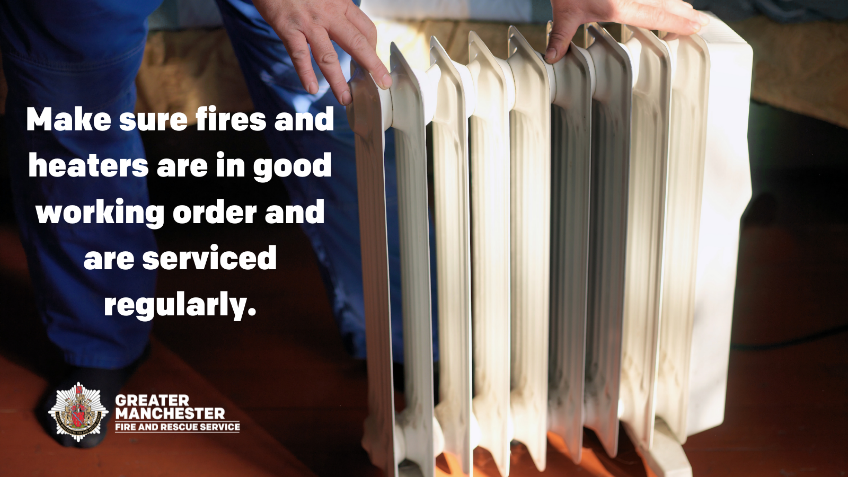 Make sure fires and
heaters are in good
working order and
are serviced
regularly.
GREATER
MANCHESTER
FIRE AND RESCUE SERVICE